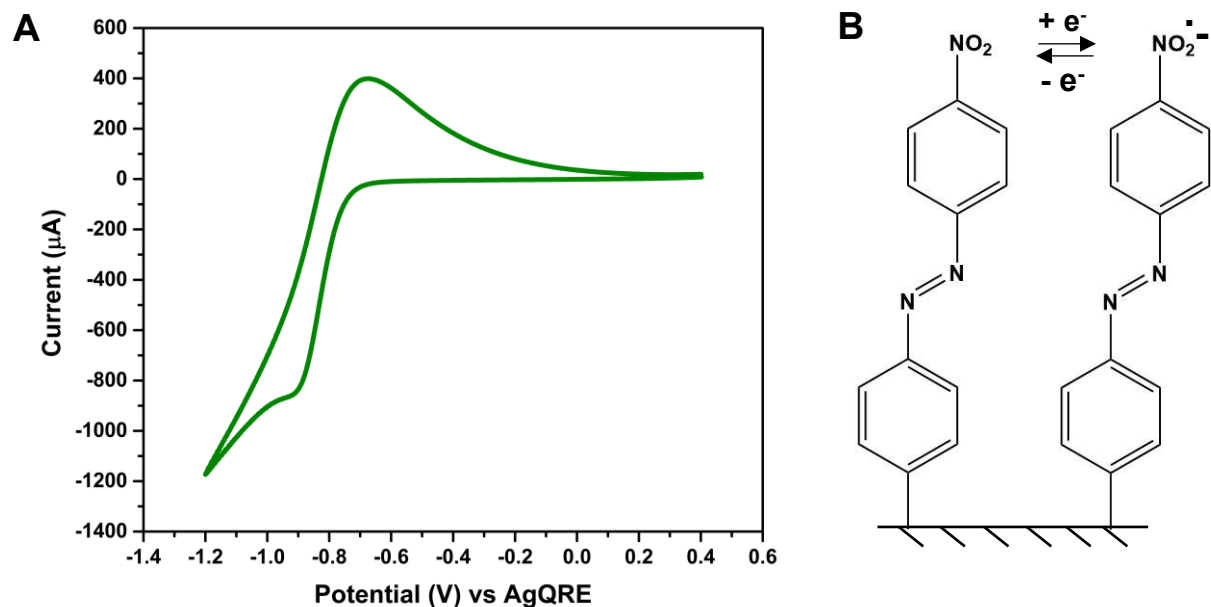 A
600
400
200
0
-200
-400
-600
-800
-1000
-1200
-1400
Current (μA)
-1.4 -1.2 -1.0 -0.8 -0.6 -0.4 -0.2 0.0 0.2 0.4 0.6
Potential (V) vs AgQRE
B
NO₂ + e⁻ NO₂·-
- e⁻
N N
N N